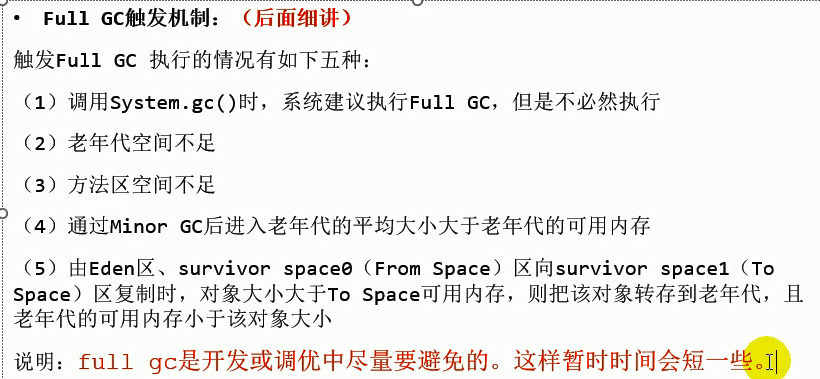 • Full GC触发机制：（后面细讲）
触发Full GC 执行的情况有如下五种：
（1）调用System.gc()时，系统建议执行Full GC，但是不必然执行
（2）老年代空间不足
（3）方法区空间不足
（4）通过Minor GC后进入老年代的平均大小大于老年代的可用内存
（5）由Eden区、survivor space0（From Space）区向survivor space1（To
Space）区复制时，对象大小大于To Space可用内存，则把该对象转存到老年代，且
老年代的可用内存小于该对象大小
说明：full gc是开发或调优中尽量要避免的。这样暂时时间会短一些。